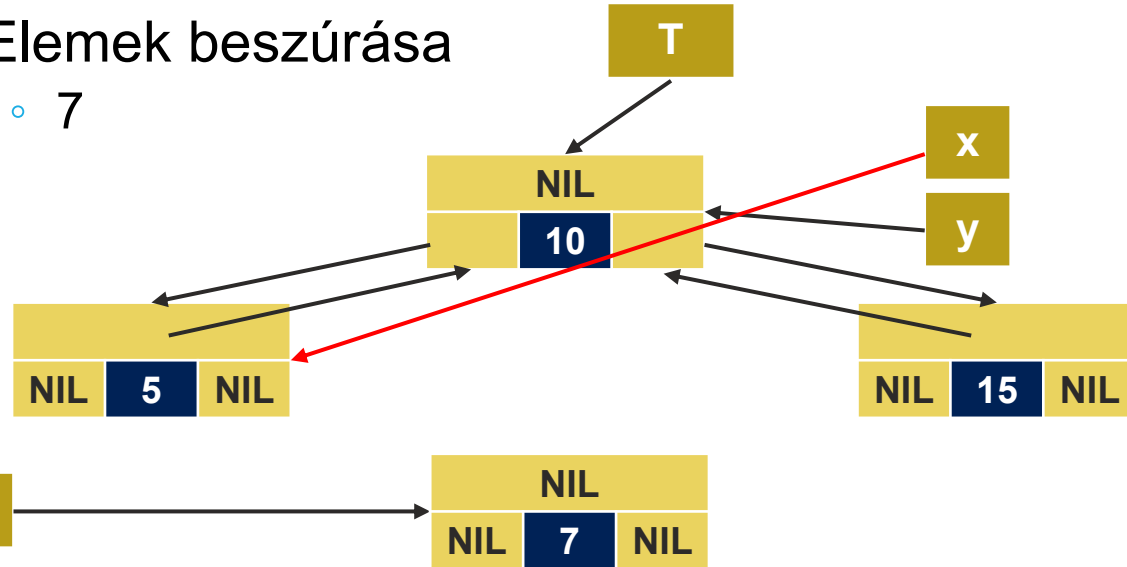 Elemek beszúrása
7
T
x
y
NIL
10
NIL 5 NIL
NIL 15 NIL
NIL
NIL 7 NIL